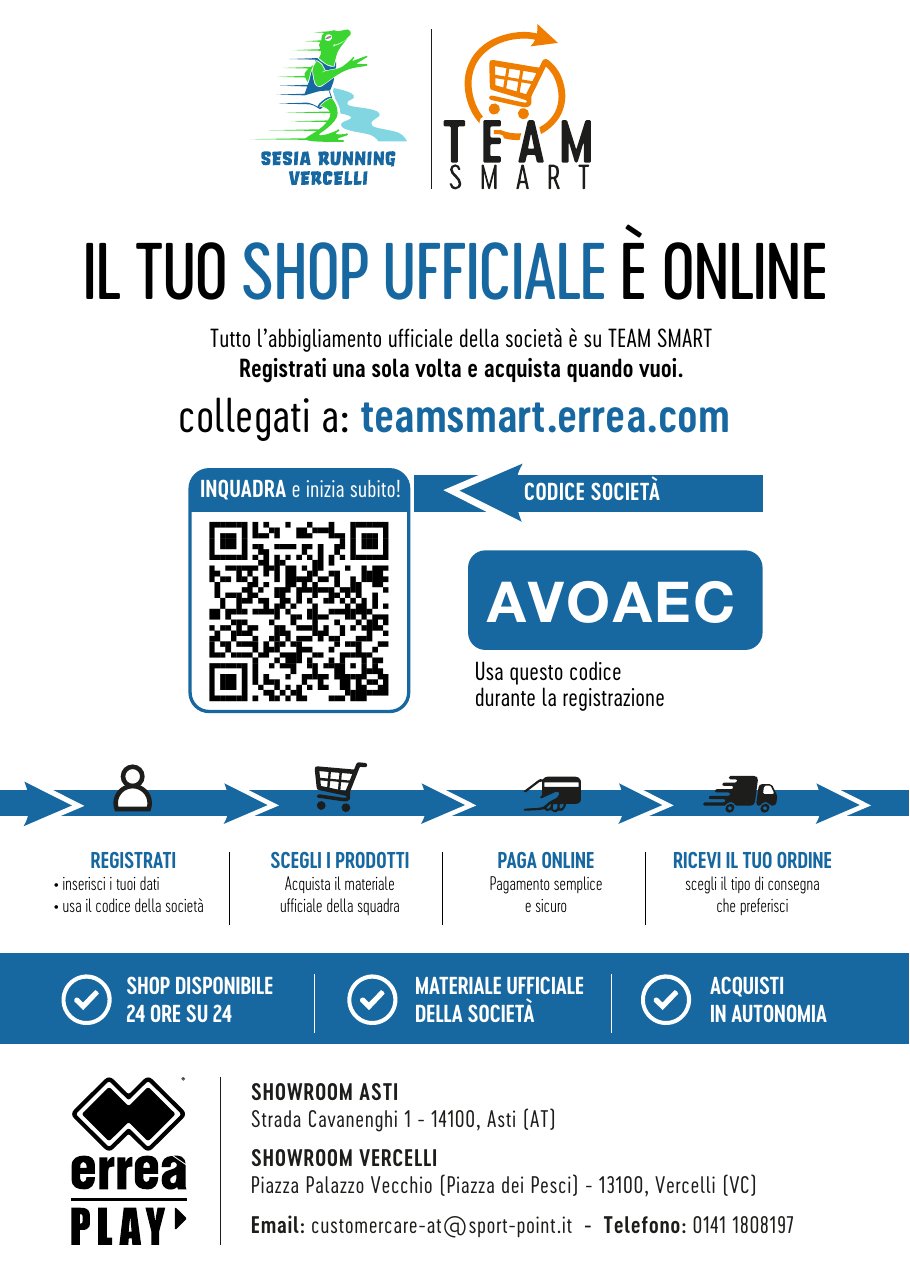 SESIA RUNNING
VERCELLI
TEAM
SMART
IL TUO SHOP UFFICIALE È ONLINE
Tutto l'abbigliamento ufficiale della società è su TEAM SMART
Registrati una sola volta e acquista quando vuoi.
collegati a: teamsmart.errea.com
INQUADRA e inizia subito!
CODICE SOCIETÀ
AVOAEC
Usa questo codice
durante la registrazione
REGISTRATI
• inserisci i tuoi dati
• usa il codice della società
SCEGLI I PRODOTTI
Acquista il materiale
ufficiale della squadra
PAGA ONLINE
Pagamento semplice
e sicuro
RICEVI IL TUO ORDINE
scegli il tipo di consegna
che preferisci
SHOP DISPONIBILE
24 ORE SU 24
MATERIALE UFFICIALE
DELLA SOCIETÀ
ACQUISTI
IN AUTONOMIA
erreà
PLAY
SHOWROOM ASTI
Strada Cavanenghi 1 - 14100, Asti (AT)
SHOWROOM VERCELLI
Piazza Palazzo Vecchio (Piazza dei Pesci) - 13100, Vercelli (VC)
Email: customercare-at@sport-point.it - Telefono: 0141 1808197